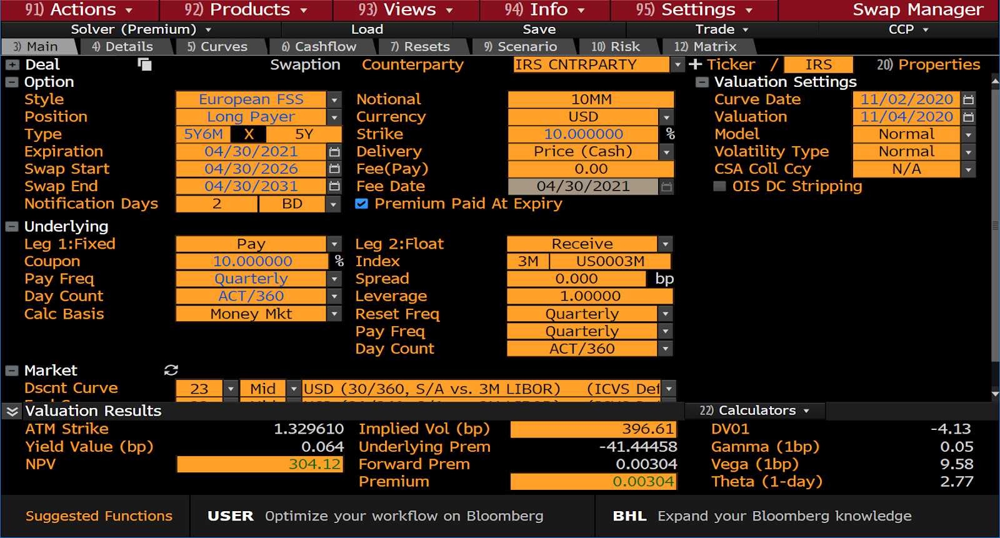 91) Actions 92) Products 93) Views 94) Info 95) Settings Swap Manager
Solver (Premium) Load Save Trade CCP
3) Main 4) Details 5) Curves 6) Cashflow 7) Resets 9) Scenario 10) Risk 12) Matrix
Deal Swaption Counterparty IRS CNTRPARTY Ticker / IRS 20) Properties
Option Valuation Settings
Style European FSS Notional 10MM Curve Date 11/02/2020
Position Long Payer Currency USD Valuation 11/04/2020
Type 5Y6M X 5Y Strike 10.000000 % Model Normal
Expiration 04/30/2021 Delivery Price (Cash) Volatility Type Normal
Swap Start 04/30/2026 Fee(Pay) 0.00 CSA Coll Ccy N/A
Swap End 04/30/2031 Fee Date 04/30/2021 OIS DC Stripping
Notification Days 2 BD Premium Paid At Expiry
Underlying
Leg 1:Fixed Pay Leg 2:Float Receive
Coupon 10.000000 % Index 3M US0003M
Pay Freq Quarterly Spread 0.000 bp
Day Count ACT/360 Leverage 1.00000
Calc Basis Money Mkt Reset Freq Quarterly
Pay Freq Quarterly
Day Count ACT/360
Market
Dscnt Curve 23 Mid USD (30/360, S/A vs. 3M LIBOR) (ICVS Def
Valuation Results 22) Calculators
ATM Strike 1.329610 Implied Vol (bp) 396.61 DV01 -4.13
Yield Value (bp) 0.064 Underlying Prem -41.44458 Gamma (1bp) 0.05
NPV 304.12 Forward Prem 0.00304 Vega (1bp) 9.58
Premium 0.00304 Theta (1-day) 2.77
Suggested Functions USER Optimize your workflow on Bloomberg BHL Expand your Bloomberg knowledge